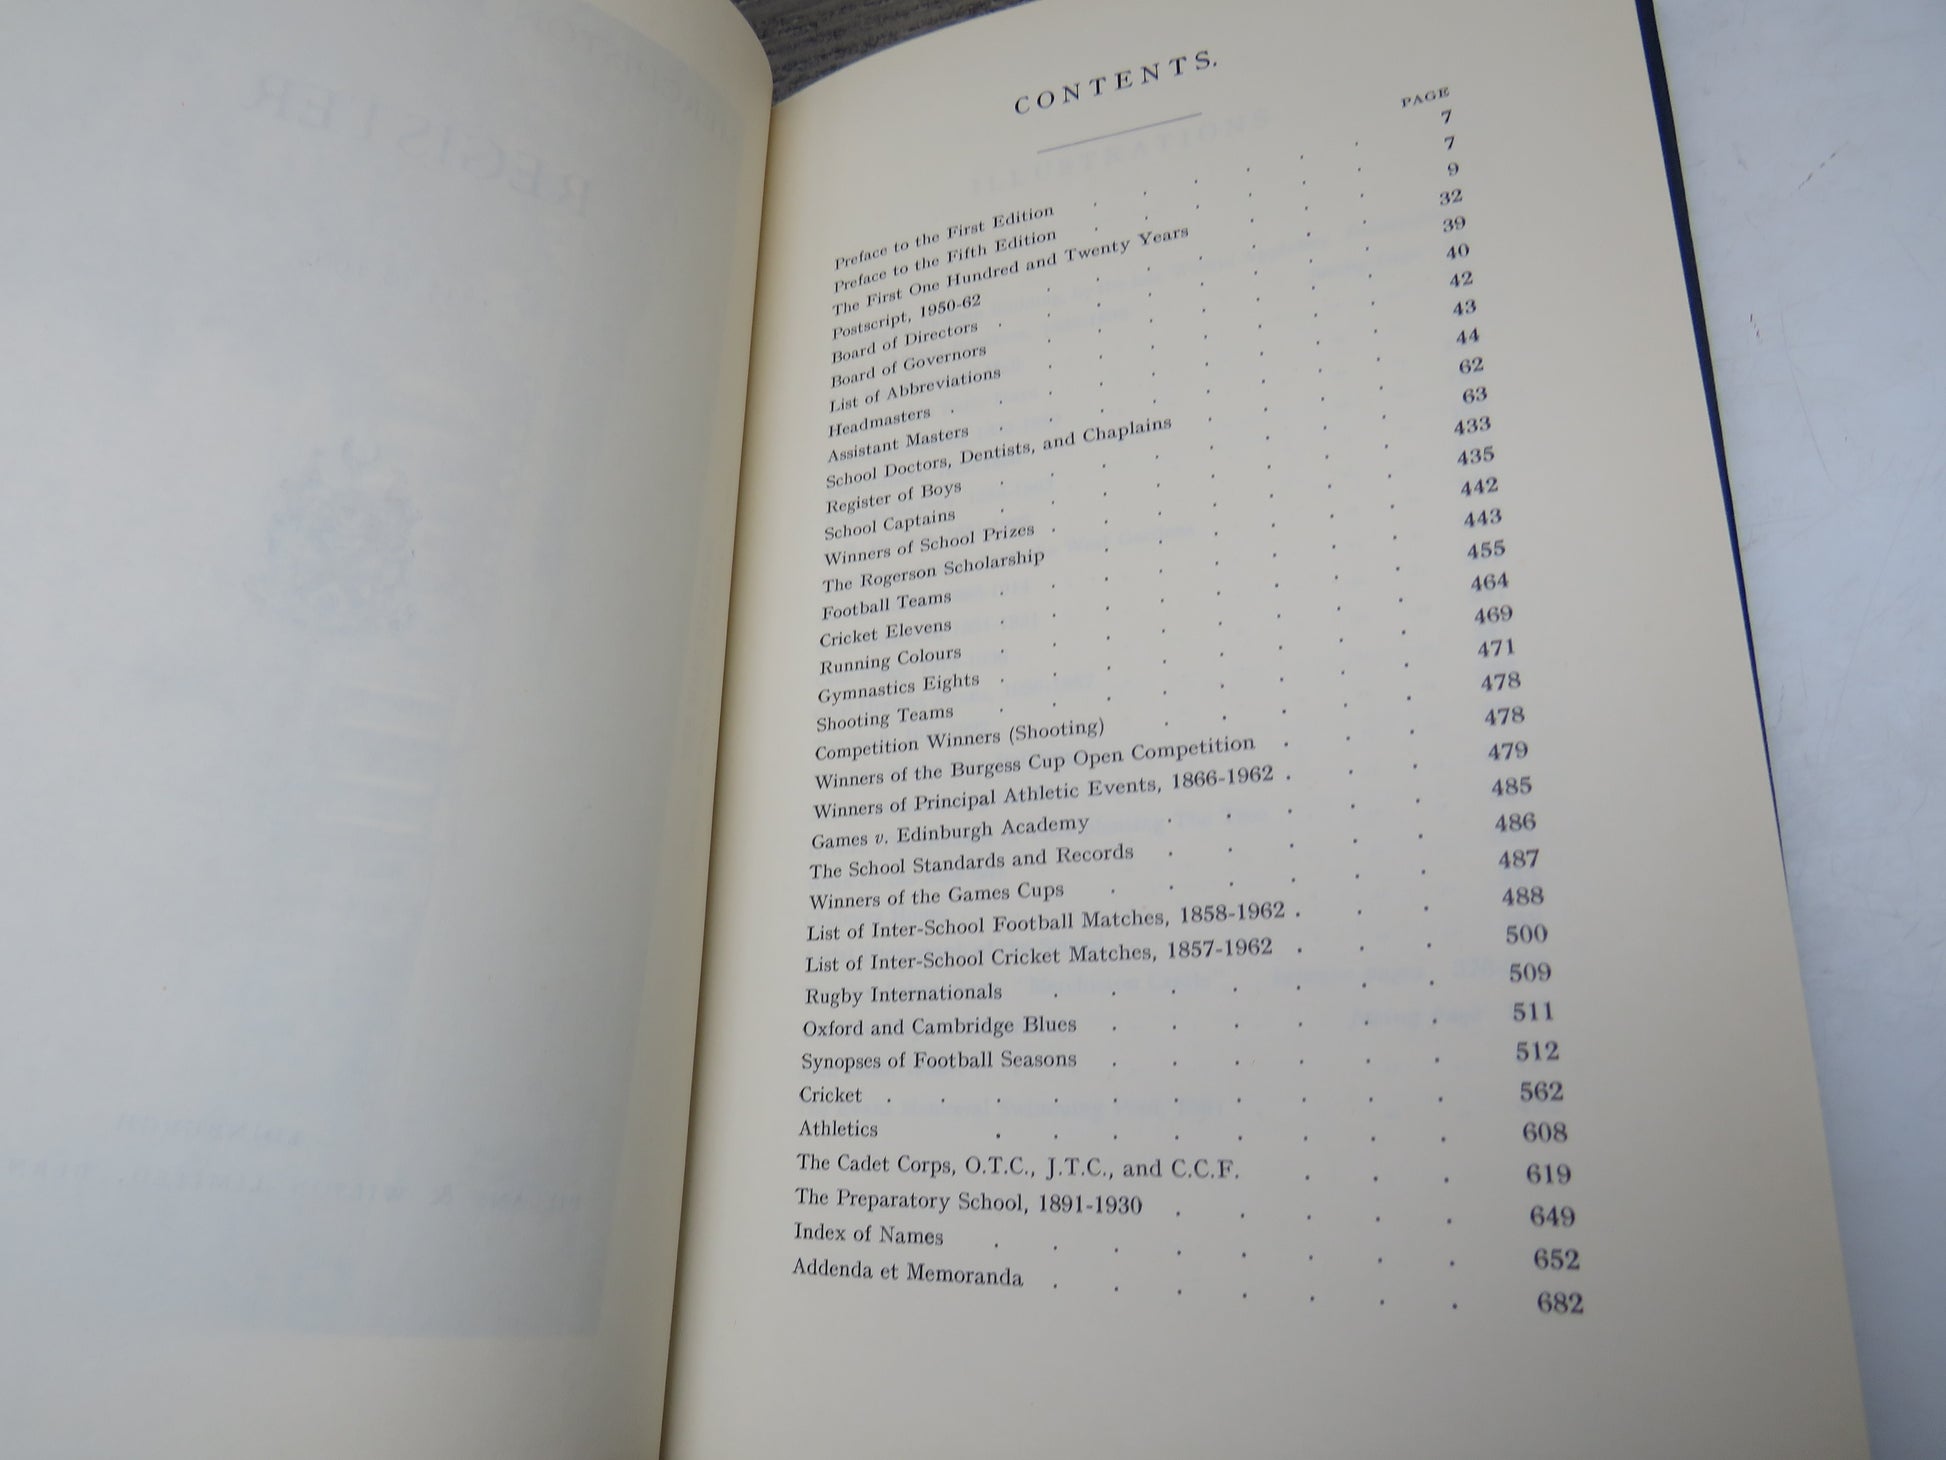 CONTENTS.
PAGE
Preface to the First Edition . . . . . . 7
Preface to the Fifth Edition . . . . . . 7
The First One Hundred and Twenty Years . . . 9
Postscript, 1950-62 . . . . . . 32
Board of Directors . . . . . . 39
Board of Governors . . . . . . 40
List of Abbreviations . . . . . . 42
Headmasters . . . . . . . 43
Assistant Masters . . . . . . 44
School Doctors, Dentists, and Chaplains . . . 62
Register of Boys . . . . . . 63
School Captains . . . . . . 433
Winners of School Prizes . . . . . . 435
The Rogerson Scholarship . . . . . 442
Football Teams . . . . . . 443
Cricket Elevens . . . . . . 455
Running Colours . . . . . . 464
Gymnastics Eights . . . . . . 469
Shooting Teams . . . . . . 471
Competition Winners (Shooting) . . . . 478
Winners of the Burgess Cup Open Competition . . . 478
Winners of Principal Athletic Events, 1866-1962 . . . 479
Games v. Edinburgh Academy . . . . . 485
The School Standards and Records . . . . . 486
Winners of the Games Cups . . . . . . 487
List of Inter-School Football Matches, 1858-1962 . . . 488
List of Inter-School Cricket Matches, 1857-1962 . . . 500
Rugby Internationals . . . . . . . 509
Oxford and Cambridge Blues . . . . . . 511
Synopses of Football Seasons . . . . . . 512
Cricket . . . . . . . . . . 562
Athletics . . . . . . . . 608
The Cadet Corps, O.T.C., J.T.C., and C.C.F. . . . 619
The Preparatory School, 1891-1930 . . . . . 649
Index of Names . . . . . . . . 652
Addenda et Memoranda . . . . . . . 682